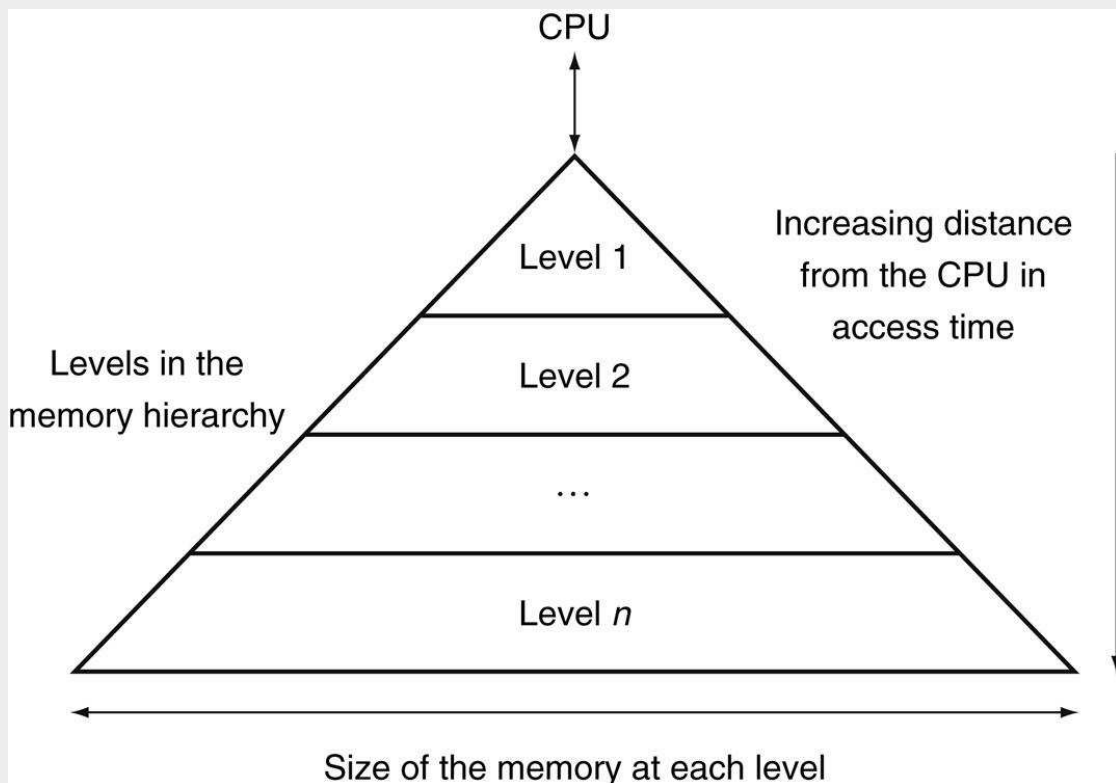 CPU
Level 1
Increasing distance
from the CPU in
access time
Levels in the
memory hierarchy
Level 2
…
Level n
Size of the memory at each level